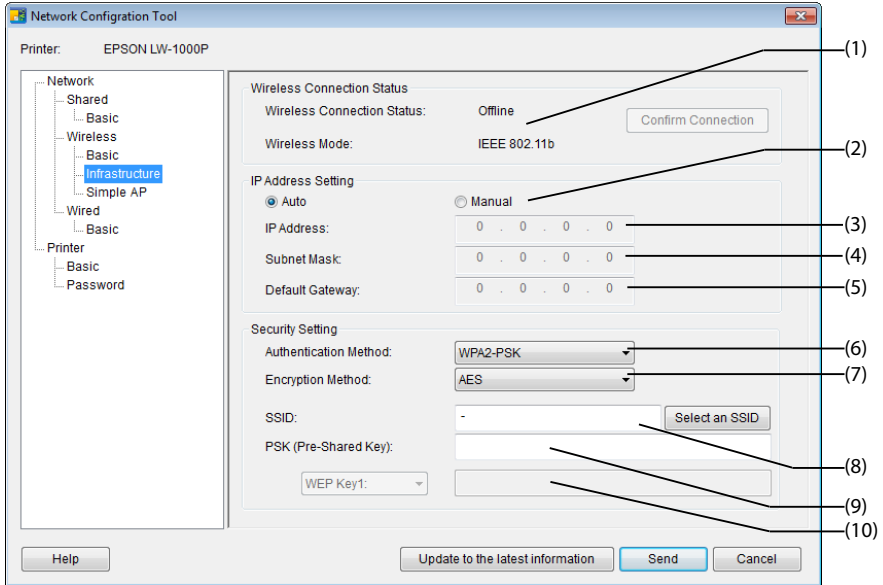 Network Configration Tool
Printer: EPSON LW-1000P
Network
Shared
Basic
Wireless
Basic
Infrastructure
Simple AP
Wired
Basic
Printer
Basic
Password
Wireless Connection Status
Wireless Connection Status: Offline
Confirm Connection
Wireless Mode: IEEE 802.11b
(1)
IP Address Setting
Auto Manual (2)
IP Address: 0 . 0 . 0 . 0 (3)
Subnet Mask: 0 . 0 . 0 . 0 (4)
Default Gateway: 0 . 0 . 0 . 0 (5)
Security Setting
Authentication Method: WPA2-PSK (6)
Encryption Method: AES (7)
SSID: - Select an SSID (8)
PSK (Pre-Shared Key): (9)
WEP Key1: (10)
Help Update to the latest information Send Cancel